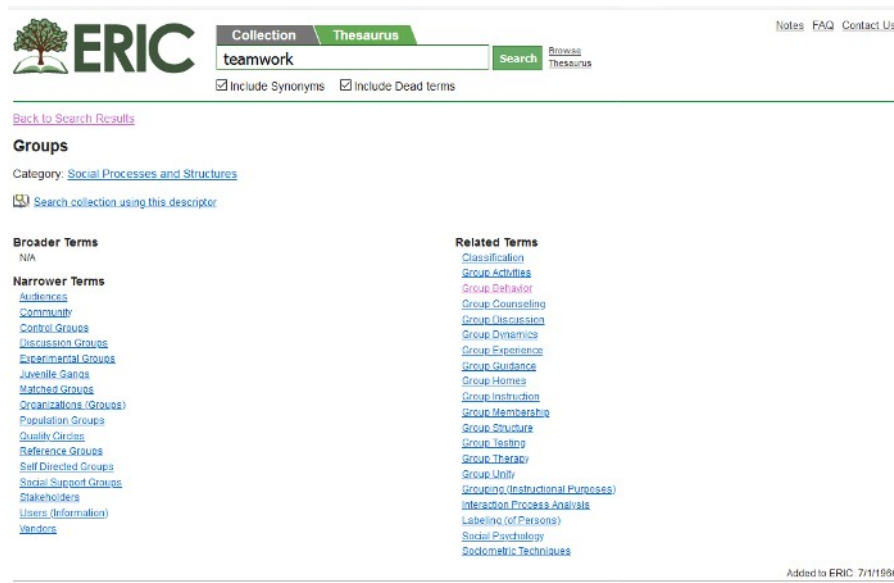 ERIC
Collection
Thesaurus
Notes FAQ Contact Us
teamwork
Search
Browse
Thesaurus
Include Synonyms Include Dead terms
Back to Search Results
Groups
Category: Social Processes and Structures
Search collection using this descriptor
Broader Terms
N/A
Narrower Terms
Audiences
Community
Control Groups
Discussion Groups
Experimental Groups
Juvenile Gangs
Matched Groups
Organizations (Groups)
Population Groups
Quality Circles
Reference Groups
Self Directed Groups
Social Support Groups
Stakeholders
Users (Information)
Vendors
Related Terms
Classification
Group Activities
Group Behavior
Group Counseling
Group Discussion
Group Dynamics
Group Experience
Group Guidance
Group Homes
Group Instruction
Group Membership
Group Structure
Group Testing
Group Therapy
Group Unity
Grouping (Instructional Purposes)
Interaction Process Analysis
Labeling (of Persons)
Social Psychology
Sociometric Techniques
Added to ERIC: 7/1/1966